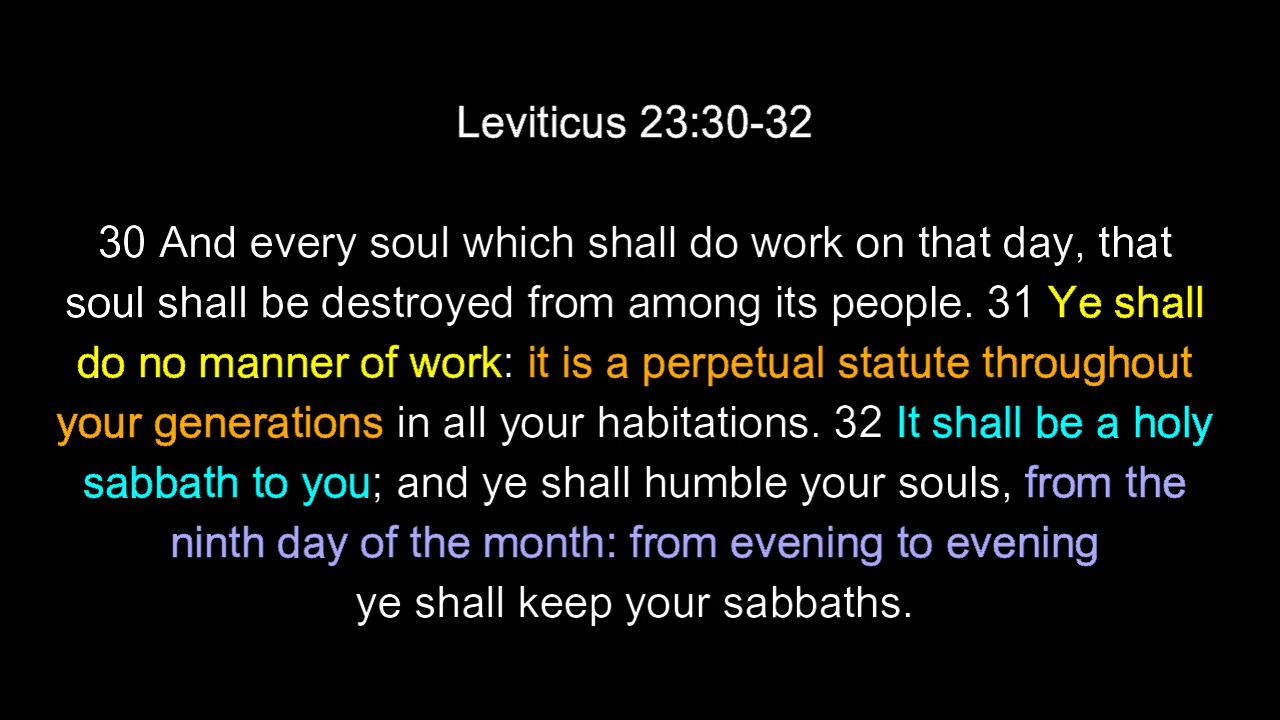 Leviticus 23:30-32
30 And every soul which shall do work on that day, that
soul shall be destroyed from among its people. 31 Ye shall
do no manner of work: it is a perpetual statute throughout
your generations in all your habitations. 32 It shall be a holy
sabbath to you; and ye shall humble your souls, from the
ninth day of the month: from evening to evening
ye shall keep your sabbaths.